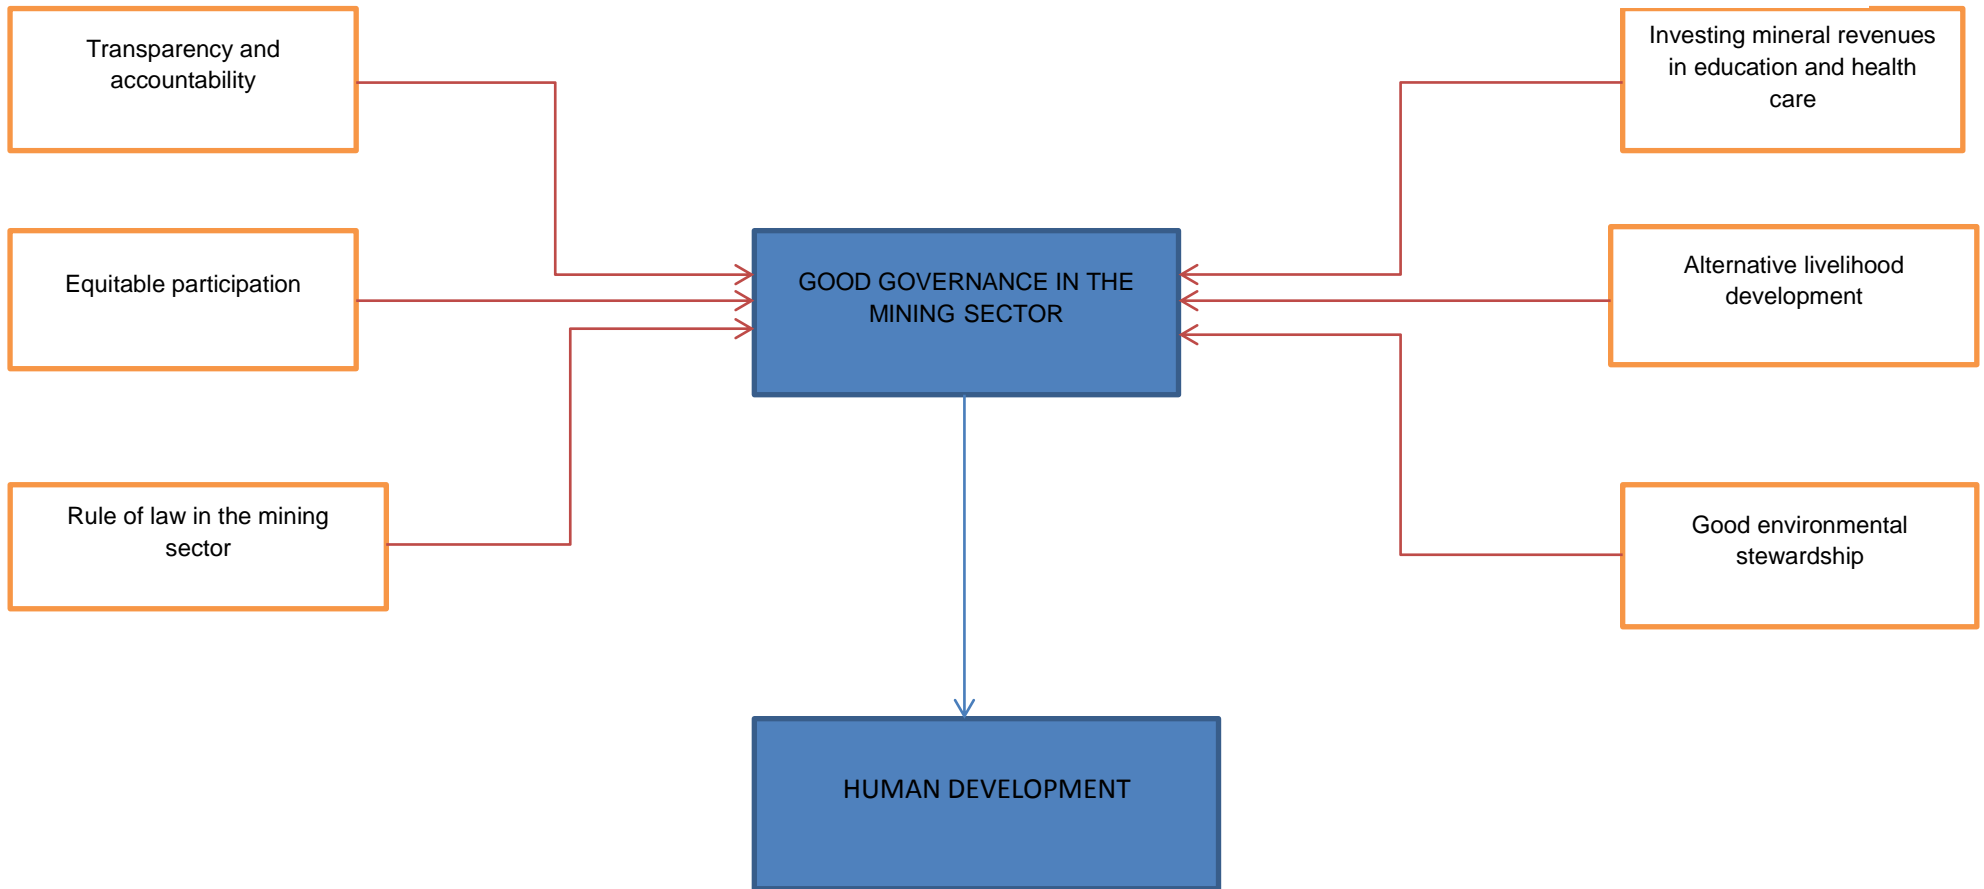 Transparency and
accountability
Investing mineral revenues
in education and health
care
Equitable participation
GOOD GOVERNANCE IN THE
MINING SECTOR
Alternative livelihood
development
Rule of law in the mining
sector
Good environmental
stewardship
HUMAN DEVELOPMENT